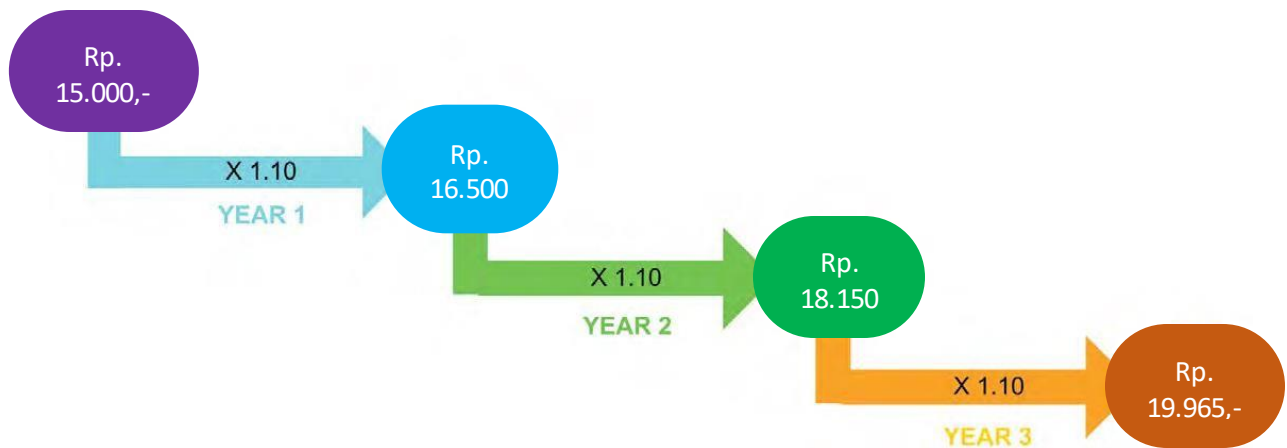 Rp.
15.000,-
X 1.10
YEAR 1
Rp.
16.500
X 1.10
YEAR 2
Rp.
18.150
X 1.10
YEAR 3
Rp.
19.965,-